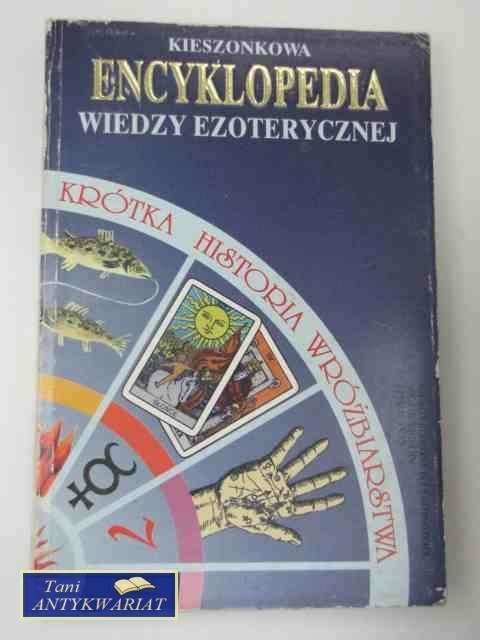 KIESZONKOWA
ENCYKLOPEDIA
WIEDZY EZOTERYCZNEJ
KRÓTKA HISTORIA WRÓŻBIARSTWA
Tani
ANTYKWARIAT